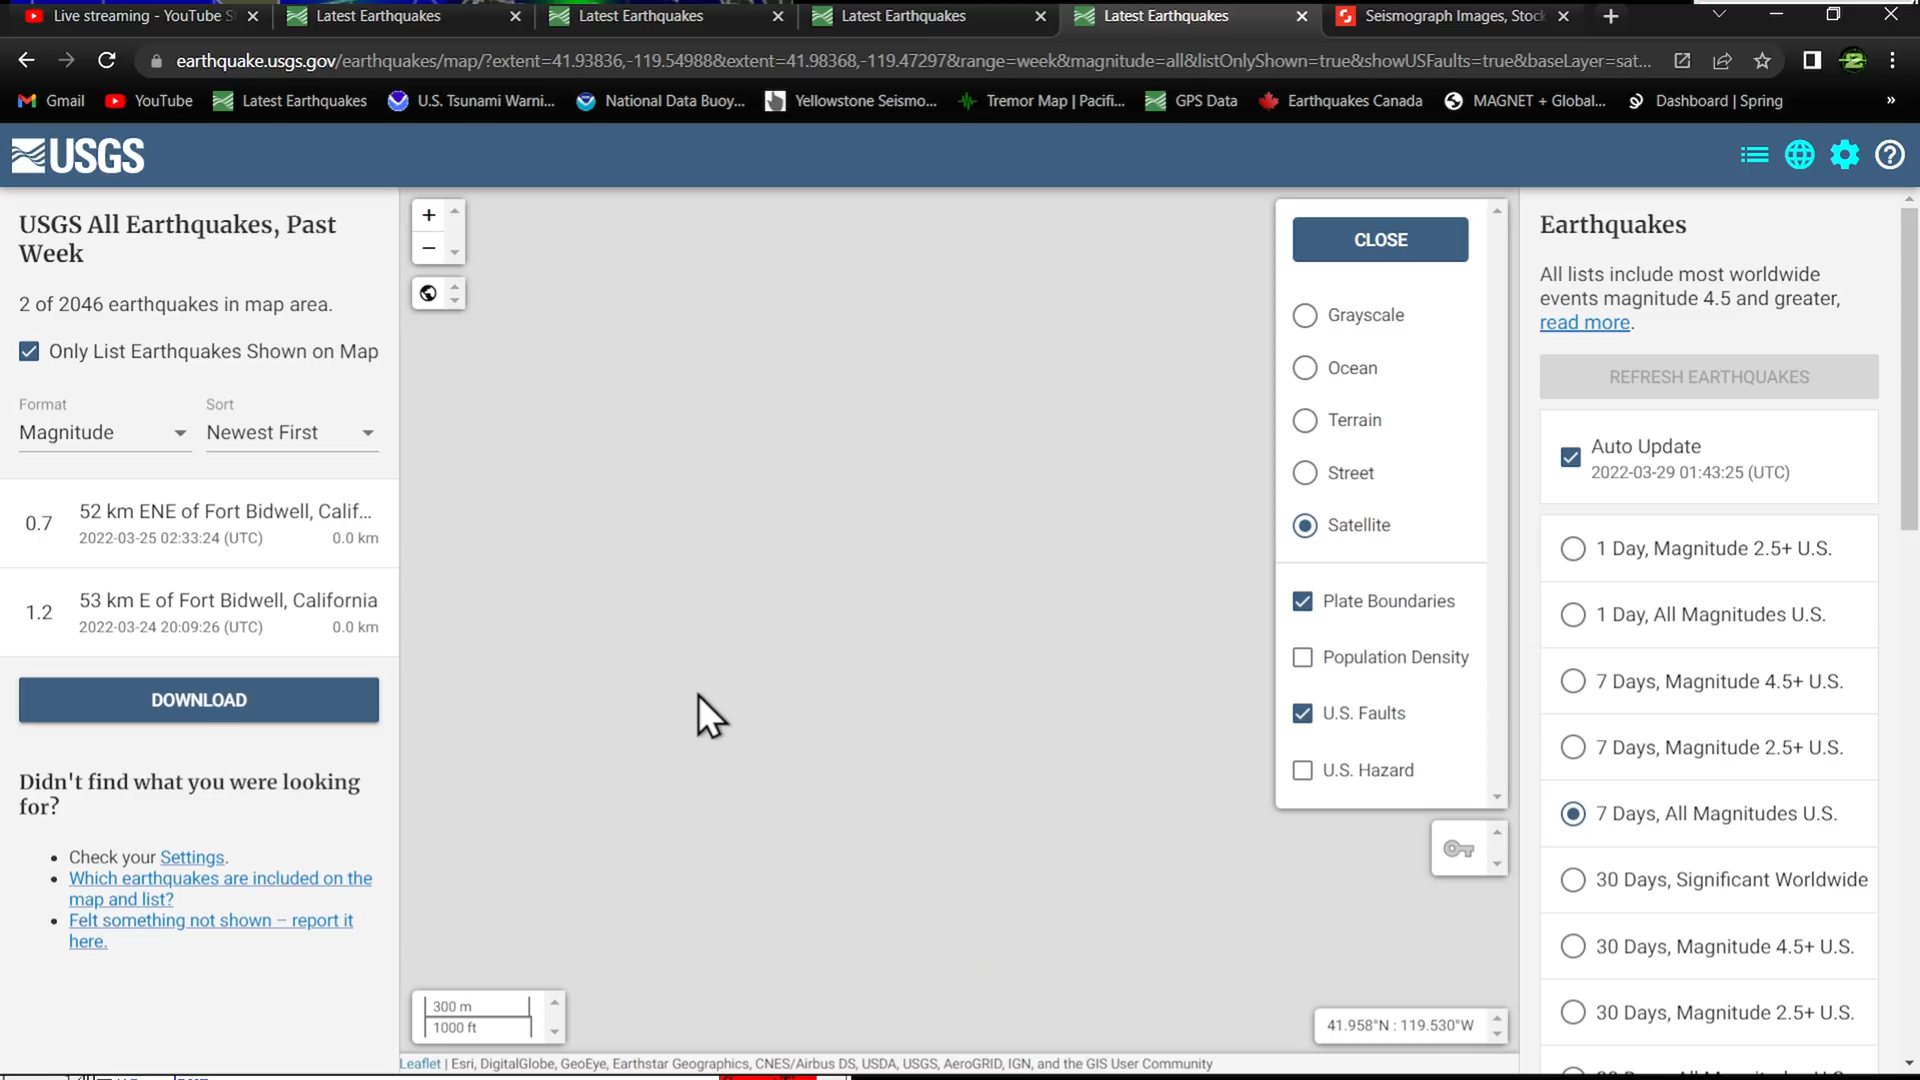 Live streaming - YouTube S
Latest Earthquakes
Latest Earthquakes
Latest Earthquakes
Latest Earthquakes
Seismograph Images, Stock
earthquake.usgs.gov/earthquakes/map/?extent=41.93836,-119.54988&extent=41.98368,-119.47297&range=week&magnitude=all&listOnlyShown=true&showUSFaults=true&baseLayer=sat...
Gmail
YouTube
Latest Earthquakes
U.S. Tsunami Warni...
National Data Buoy...
Yellowstone Seismo...
Tremor Map | Pacifi...
GPS Data
Earthquakes Canada
MAGNET + Global...
Dashboard | Spring
»
USGS
USGS All Earthquakes, Past
Week
2 of 2046 earthquakes in map area.
Only List Earthquakes Shown on Map
Format
Sort
Magnitude
Newest First
0.7
52 km ENE of Fort Bidwell, Calif...
2022-03-25 02:33:24 (UTC)
0.0 km
1.2
53 km E of Fort Bidwell, California
2022-03-24 20:09:26 (UTC)
0.0 km
DOWNLOAD
Didn't find what you were looking
for?
Check your Settings.
Which earthquakes are included on the
map and list?
Felt something not shown – report it
here.
+
−
300 m
1000 ft
CLOSE
Grayscale
Ocean
Terrain
Street
Satellite
Plate Boundaries
Population Density
U.S. Faults
U.S. Hazard
41.958°N : 119.530°W
Leaflet | Esri, DigitalGlobe, GeoEye, Earthstar Geographics, CNES/Airbus DS, USDA, USGS, AeroGRID, IGN, and the GIS User Community
Earthquakes
All lists include most worldwide
events magnitude 4.5 and greater,
read more.
REFRESH EARTHQUAKES
Auto Update
2022-03-29 01:43:25 (UTC)
1 Day, Magnitude 2.5+ U.S.
1 Day, All Magnitudes U.S.
7 Days, Magnitude 4.5+ U.S.
7 Days, Magnitude 2.5+ U.S.
7 Days, All Magnitudes U.S.
30 Days, Significant Worldwide
30 Days, Magnitude 4.5+ U.S.
30 Days, Magnitude 2.5+ U.S.